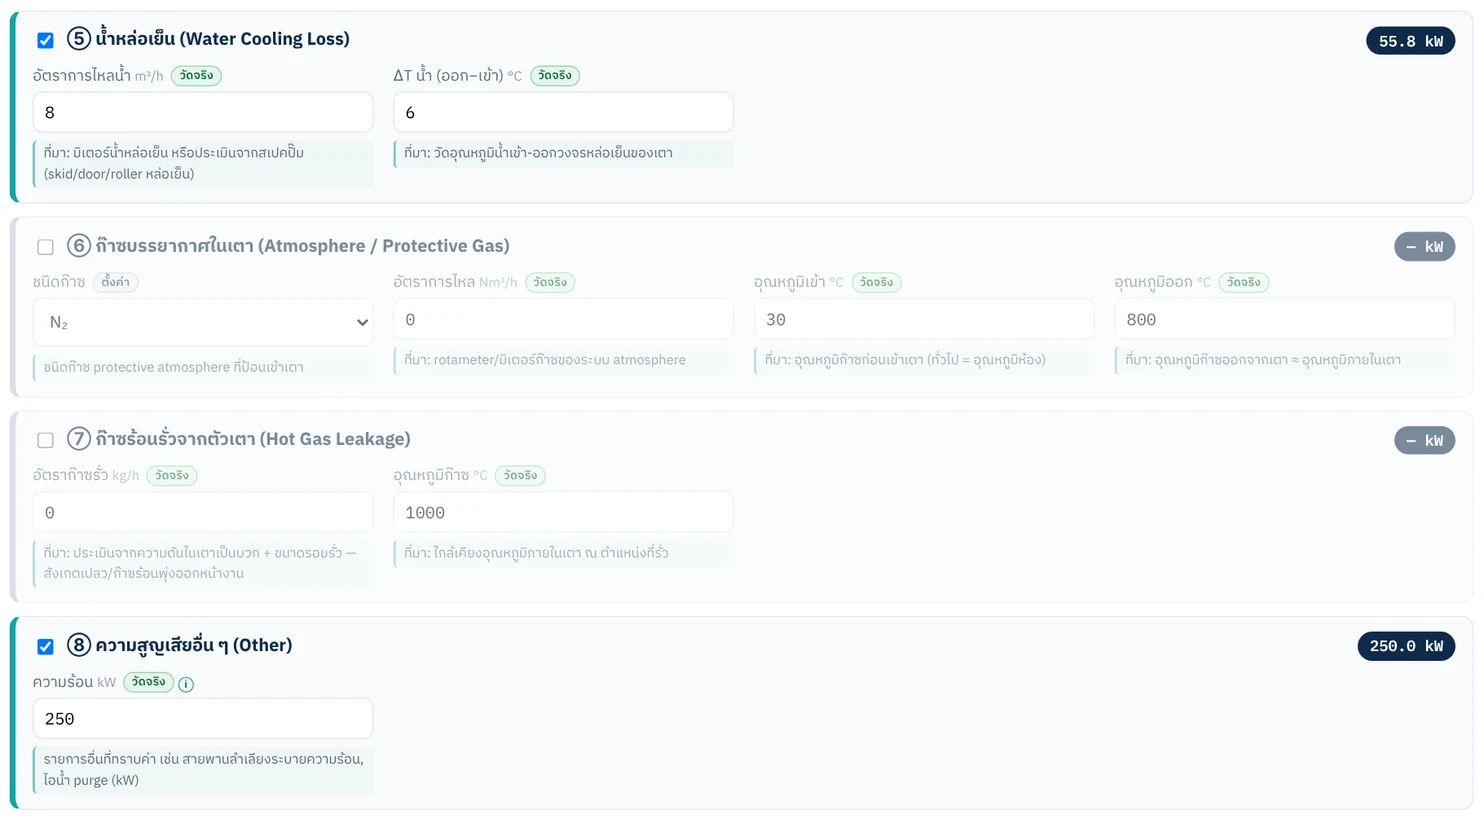 ⑤ น้ำหล่อเย็น (Water Cooling Loss)
55.8 kW
อัตราการไหลน้ำ m³/h วัดจริง
ΔT น้ำ (ออก–เข้า) °C วัดจริง
8
6
ที่มา: มิเตอร์น้ำหล่อเย็น หรือประเมินจากสเปคปั๊ม
(skid/door/roller หล่อเย็น)
ที่มา: วัดอุณหภูมิน้ำเข้า-ออกวงจรหล่อเย็นของเตา
⑥ ก๊าซบรรยากาศในเตา (Atmosphere / Protective Gas)
— kW
ชนิดก๊าซ ตั้งค่า
อัตราการไหล Nm³/h วัดจริง
อุณหภูมิเข้า °C วัดจริง
อุณหภูมิออก °C วัดจริง
N₂
0
30
800
ชนิดก๊าซ protective atmosphere ที่ป้อนเข้าเตา
ที่มา: rotameter/มิเตอร์ก๊าซของระบบ atmosphere
ที่มา: อุณหภูมิก๊าซก่อนเข้าเตา (ทั่วไป = อุณหภูมิห้อง)
ที่มา: อุณหภูมิก๊าซออกจากเตา ≈ อุณหภูมิภายในเตา
⑦ ก๊าซร้อนรั่วจากตัวเตา (Hot Gas Leakage)
— kW
อัตราก๊าซรั่ว kg/h วัดจริง
อุณหภูมิก๊าซ °C วัดจริง
0
1000
ที่มา: ประเมินจากความดันในเตาเป็นบวก + ขนาดรอยรั่ว —
สังเกตเปลว/ก๊าซร้อนพุ่งออกหน้างาน
ที่มา: ใกล้เคียงอุณหภูมิภายในเตา ณ ตำแหน่งที่รั่ว
⑧ ความสูญเสียอื่น ๆ (Other)
250.0 kW
ความร้อน kW วัดจริง i
250
รายการอื่นที่ทราบค่า เช่น สายพานลำเลียงระบายความร้อน,
ไอน้ำ purge (kW)